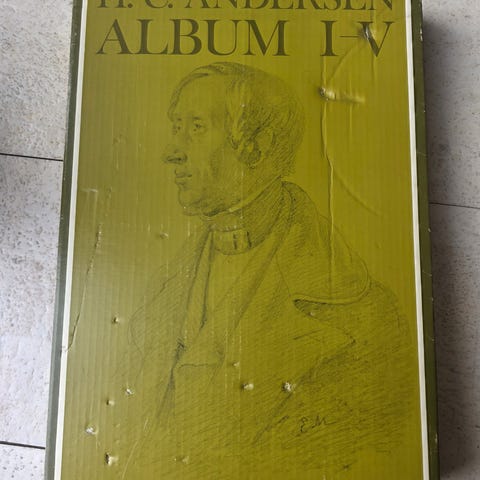 H. C. ANDERSEN
ALBUM I-V
E.M